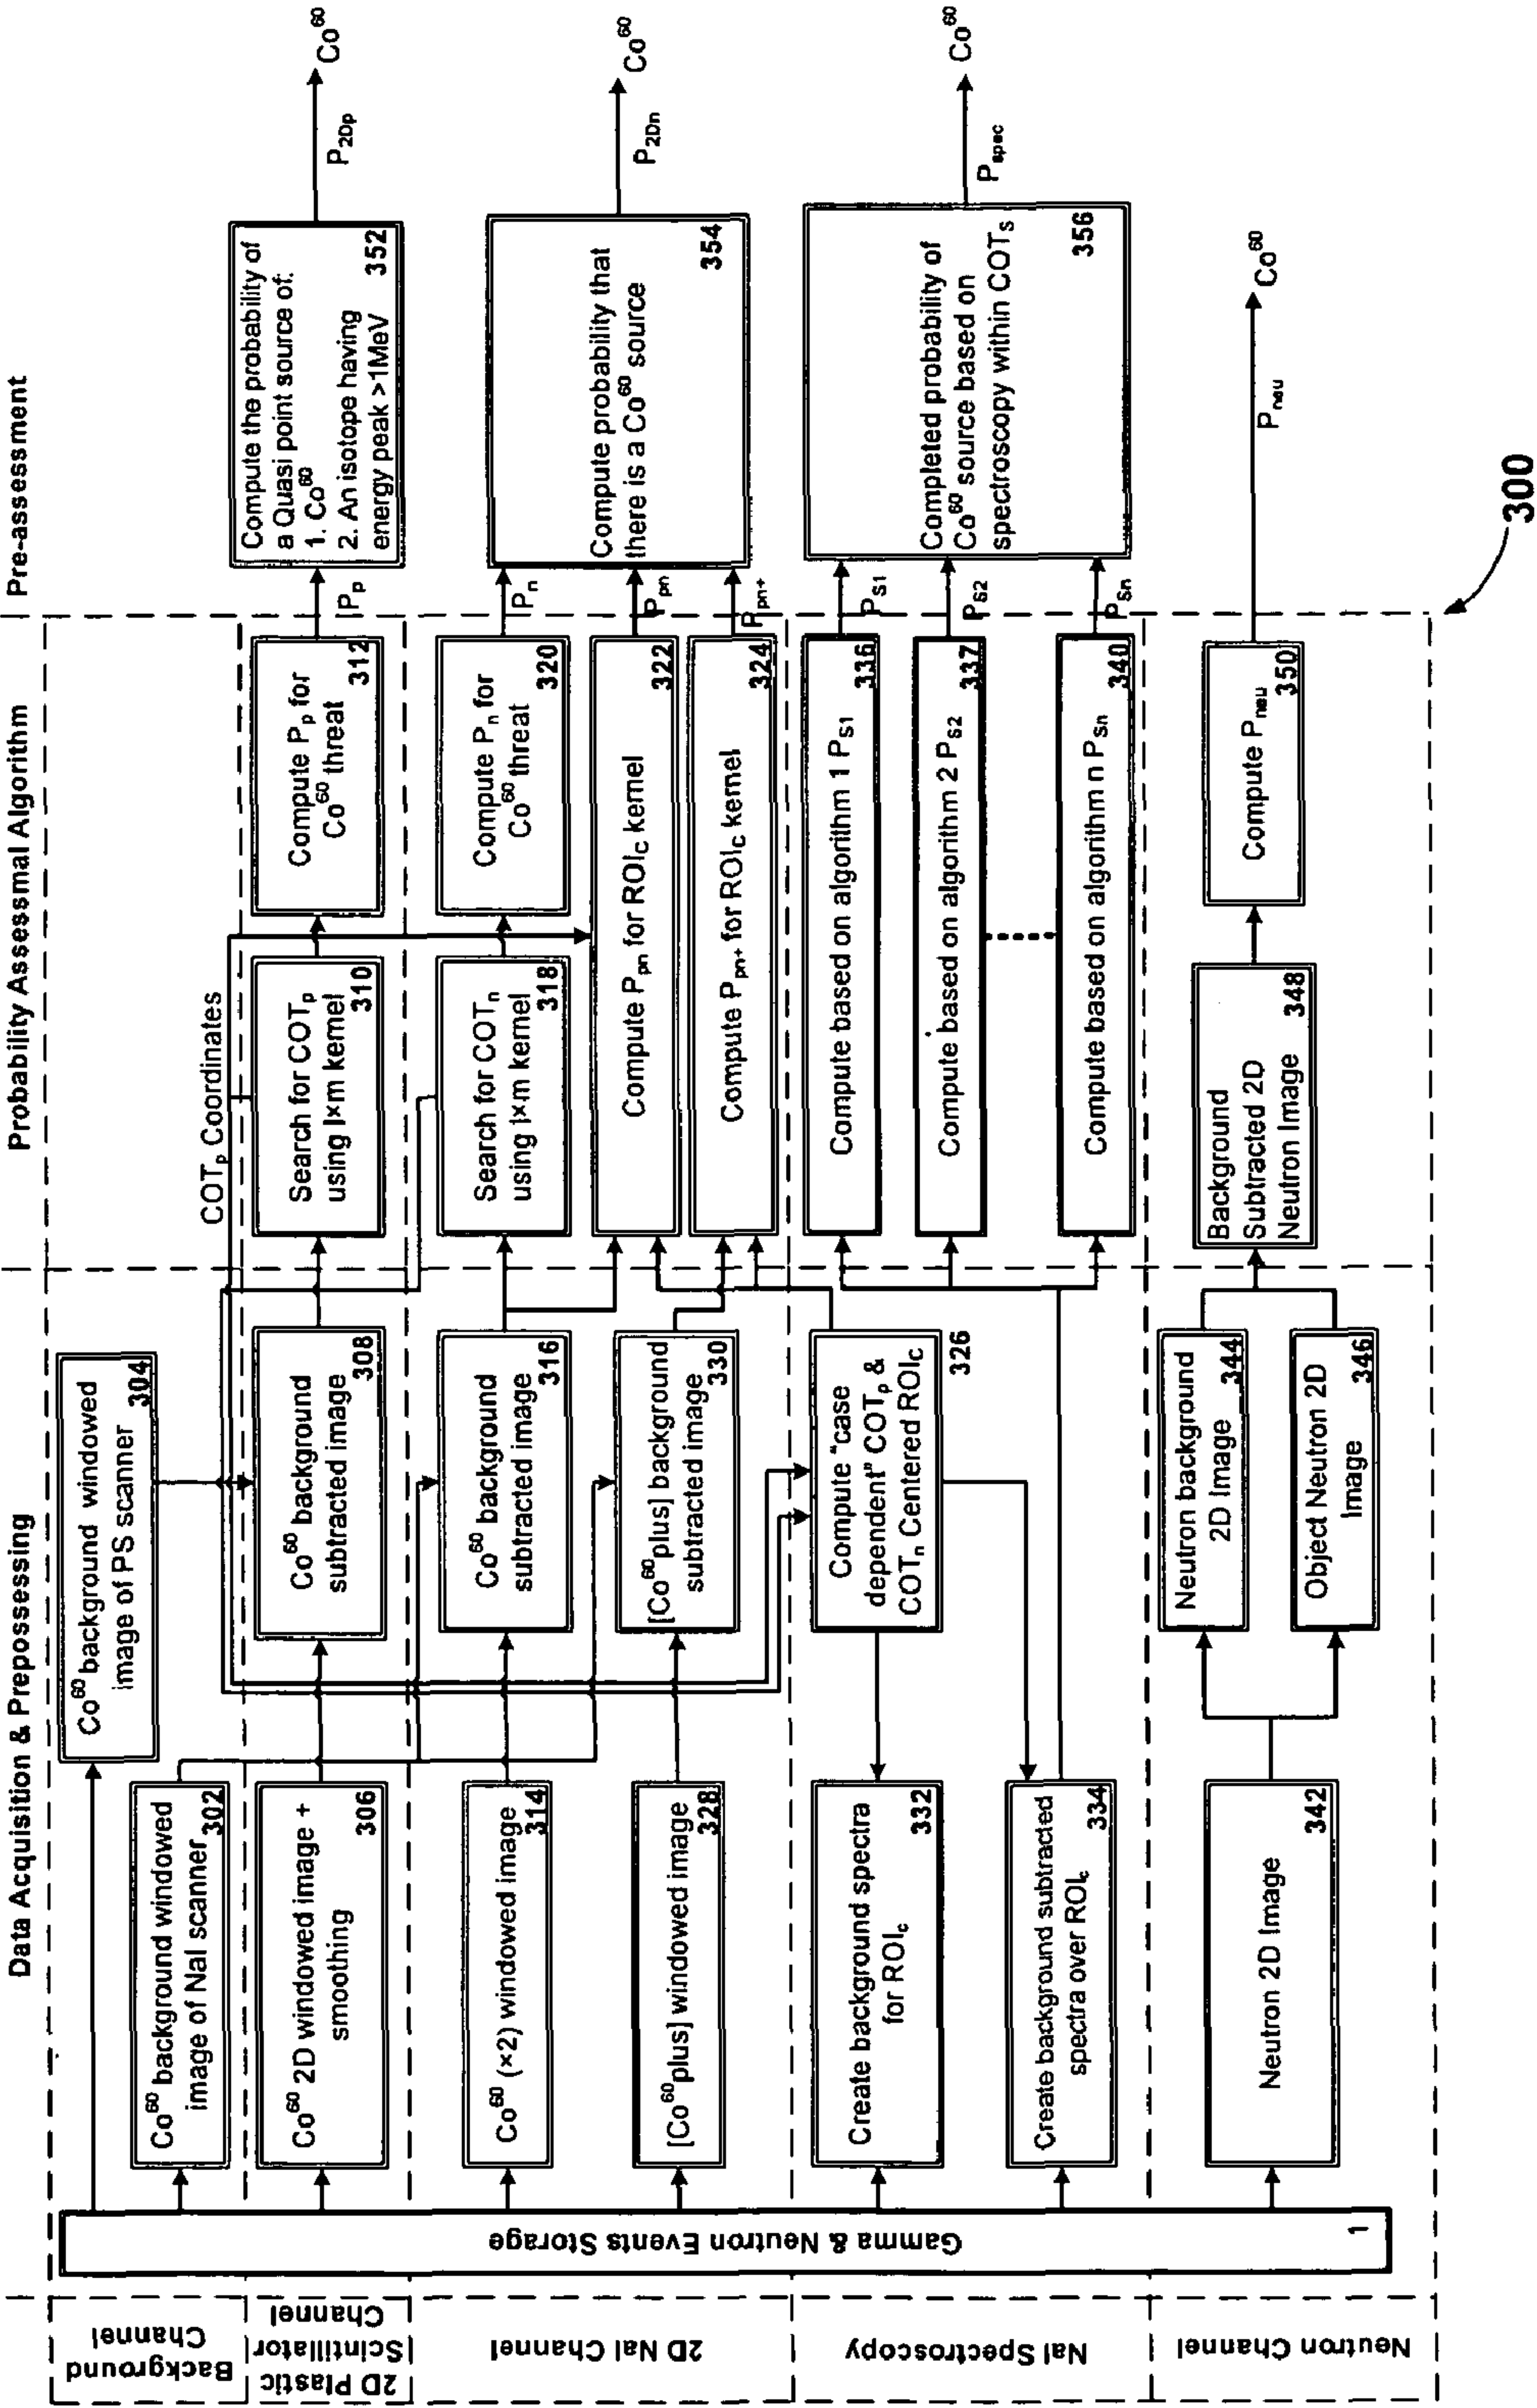 Data Acquisition & Prepossessing
Probability Assessmal Algorithm
Pre-assessment
Background
Channel
2D Plastic
Scintillator
Channel
2D NaI Channel
NaI Spectroscopy
Neutron Channel
Gamma & Neutron Events Storage
1
Co60 background windowed
image of PS scanner
304
Co60 background windowed
image of NaI scanner
302
Co60 2D windowed image +
smoothing
306
Co60 background
subtracted image
308
COTp Coordinates
Search for COTp
using l×m kernel
310
Compute Pp for
Co60 threat
312
Pp
Compute the probability of
a Quasi point source of:
1. Co60
2. An isotope having
energy peak >1MeV
352
P2Dp
Co60
Co60 (×2) windowed image
314
Co60 background
subtracted image
316
Search for COTn
using l×m kernel
318
Compute Pn for
Co60 threat
320
Pn
Compute Ppn for ROIc kernel
322
Ppn
[Co60plus] windowed image
328
[Co60plus] background
subtracted image
330
Compute Ppn+ for ROIc kernel
324
Ppn+
Compute probability that
there is a Co60 source
354
P2Dn
Co60
Compute "case
dependent" COTp &
COTn Centered ROIc
326
Create background spectra
for ROIc
332
Create background subtracted
spectra over ROIc
334
Compute based on algorithm 1 PS1
336
PS1
Compute based on algorithm 2 PS2
337
PS2
Compute based on algorithm n PSn
340
PSn
Completed probability of
Co60 source based on
spectroscopy within COTS
356
Pspec
Co60
Neutron 2D Image
342
Neutron background
2D Image
344
Object Neutron 2D
Image
346
Background
Subtracted 2D
Neutron Image
348
Compute Pneu
350
Pneu
Co60
300